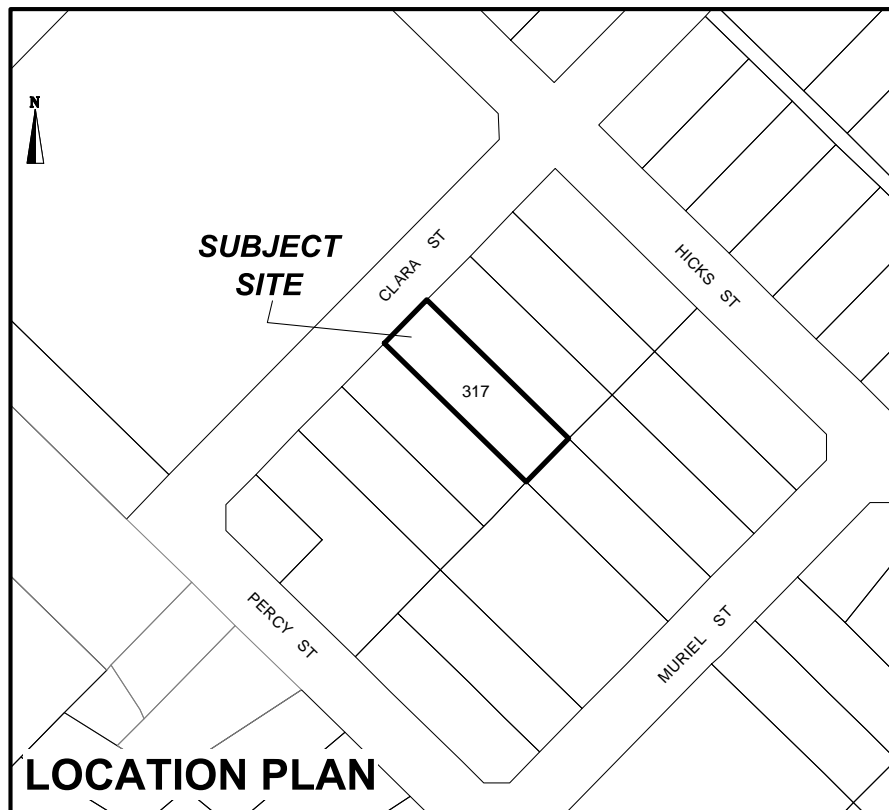 N
SUBJECT
SITE
CLARA ST
HICKS ST
317
PERCY ST
MURIEL ST
LOCATION PLAN